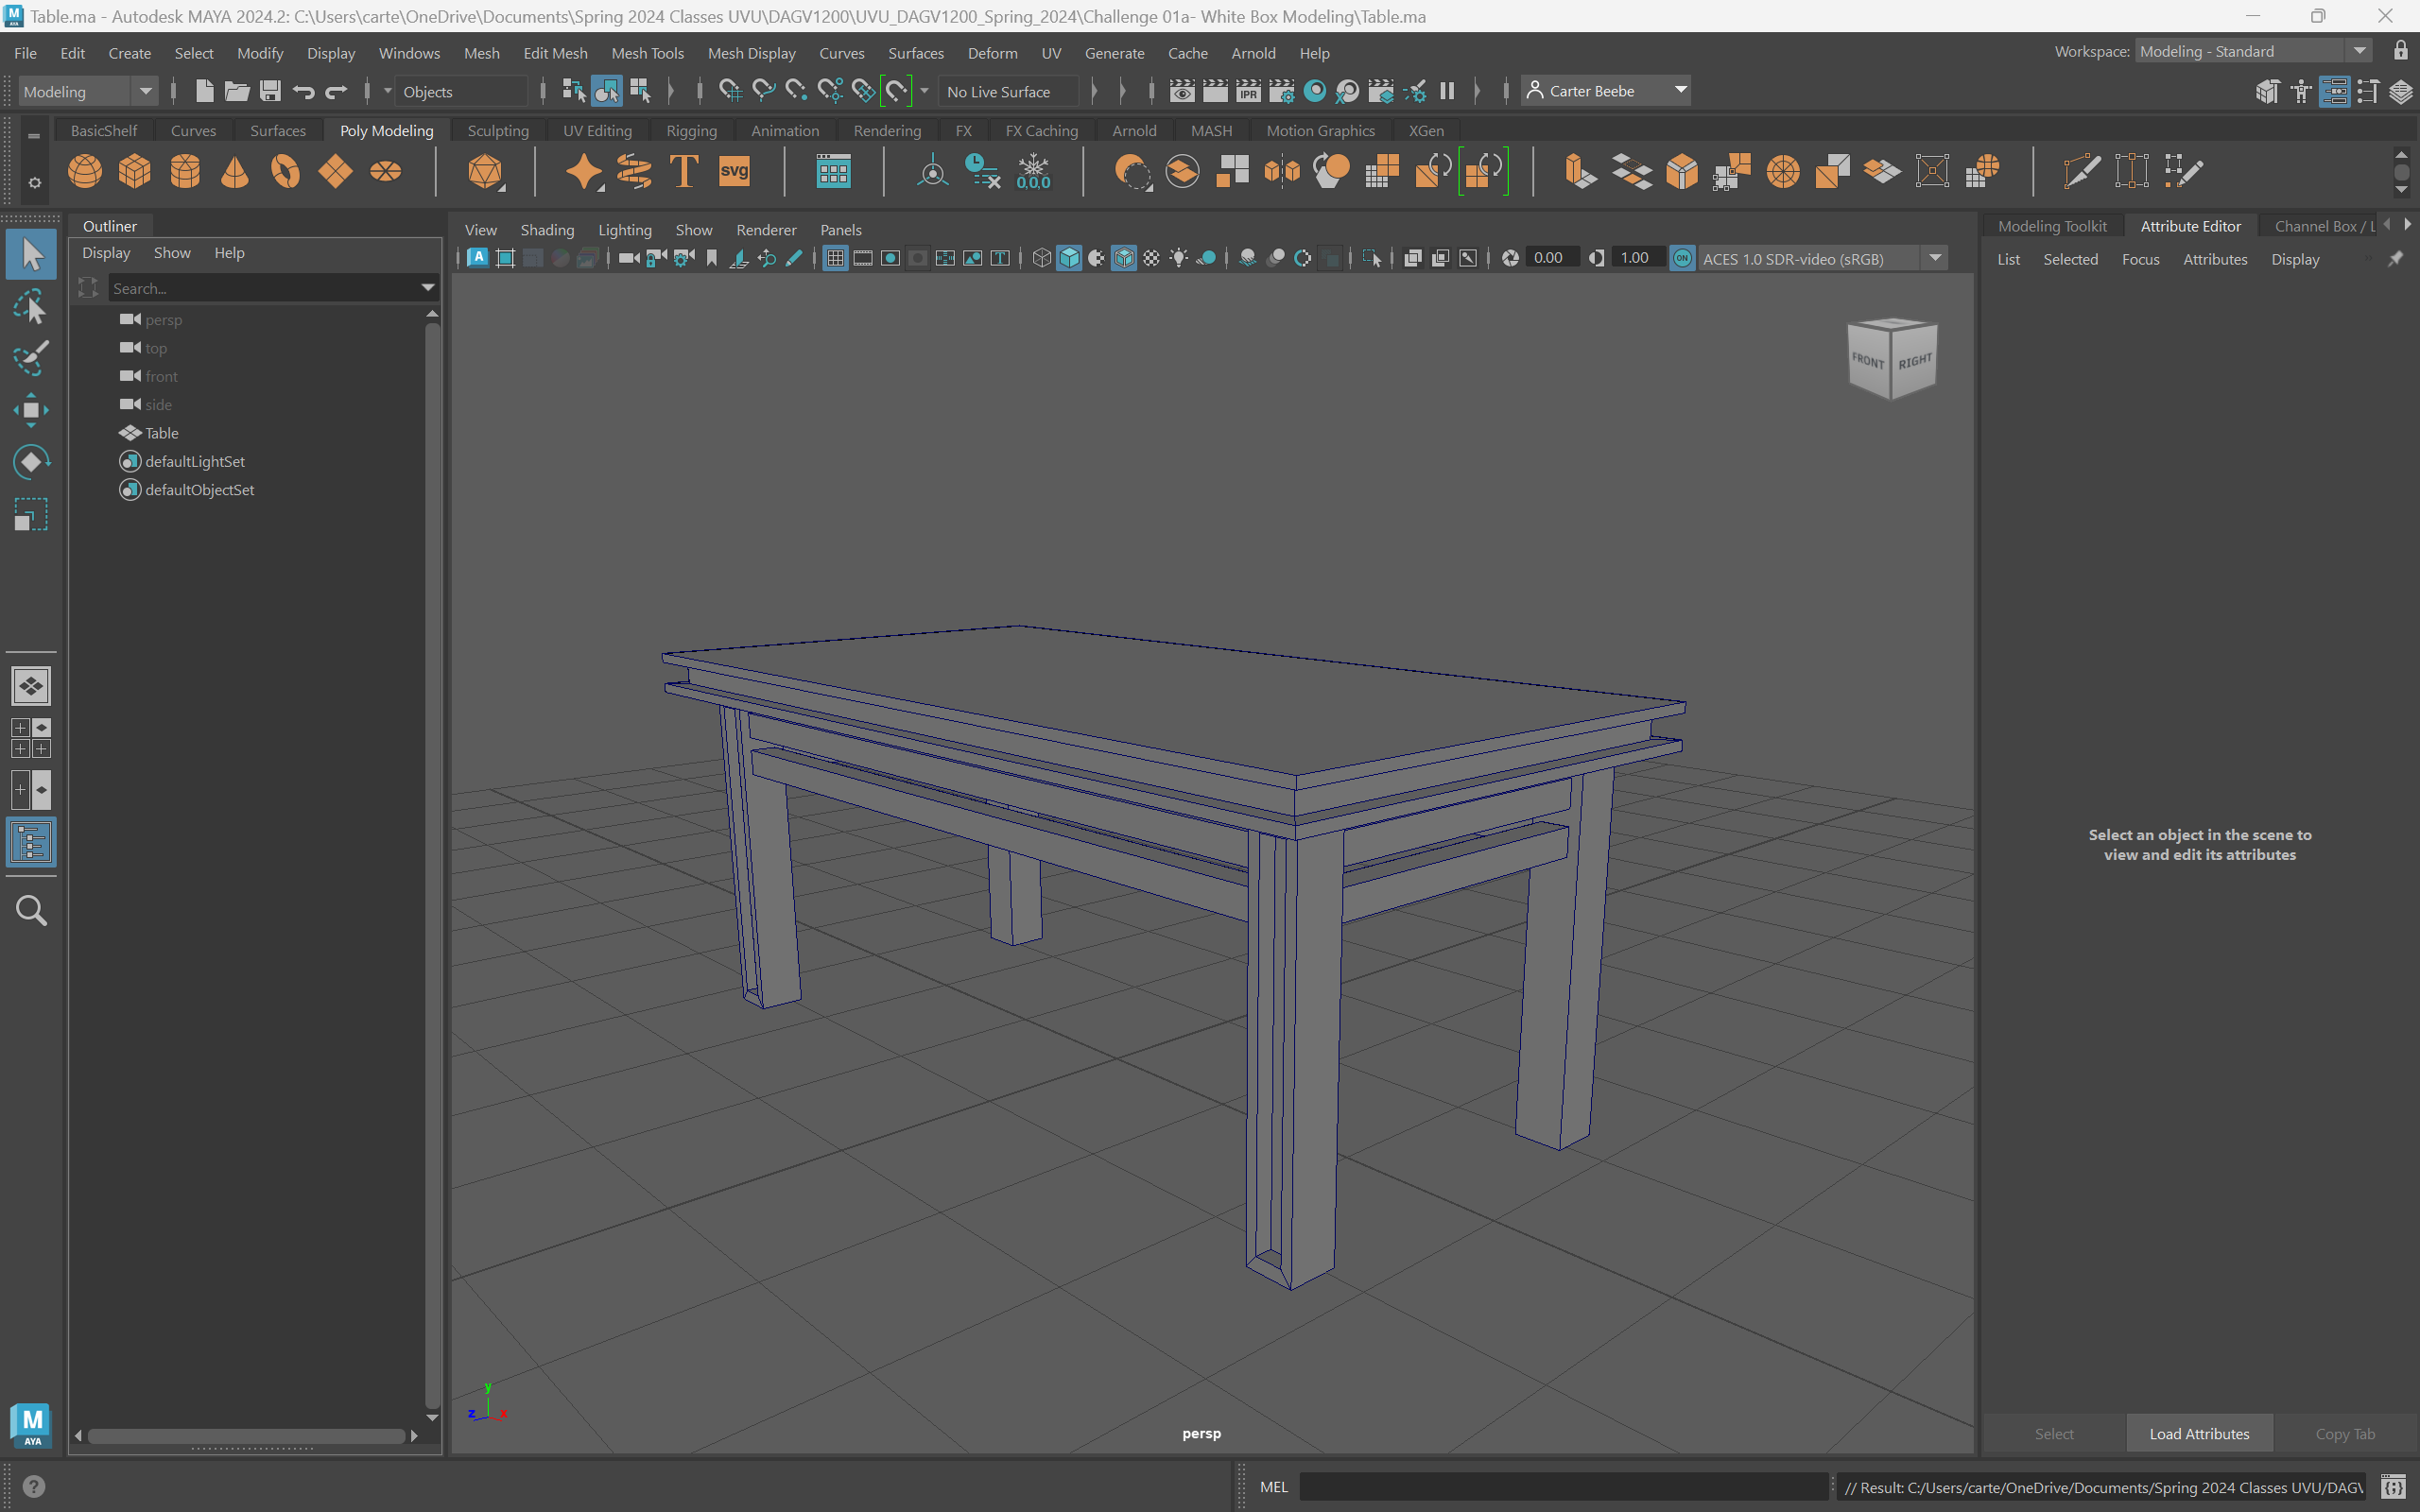 Table.ma - Autodesk MAYA 2024.2: C:\Users\carte\OneDrive\Documents\Spring 2024 Classes UVU\DAGV1200\UVU_DAGV1200_Spring_2024\Challenge 01a- White Box Modeling\Table.ma
File Edit Create Select Modify Display Windows Mesh Edit Mesh Mesh Tools Mesh Display Curves Surfaces Deform UV Generate Cache Arnold Help Workspace: Modeling - Standard
Modeling Objects No Live Surface IPR Carter Beebe
BasicShelf Curves Surfaces Poly Modeling Sculpting UV Editing Rigging Animation Rendering FX FX Caching Arnold MASH Motion Graphics XGen
T svg 0,0,0
Outliner
Display Show Help
Search...
persp
top
front
side
Table
defaultLightSet
defaultObjectSet
View Shading Lighting Show Renderer Panels
0.00 1.00 ON ACES 1.0 SDR-video (sRGB)
FRONT RIGHT
y
z x
persp
Modeling Toolkit Attribute Editor Channel Box / L
List Selected Focus Attributes Display
Select an object in the scene to
view and edit its attributes
Select Load Attributes Copy Tab
M
AYA
MEL // Result: C:/Users/carte/OneDrive/Documents/Spring 2024 Classes UVU/DAGV